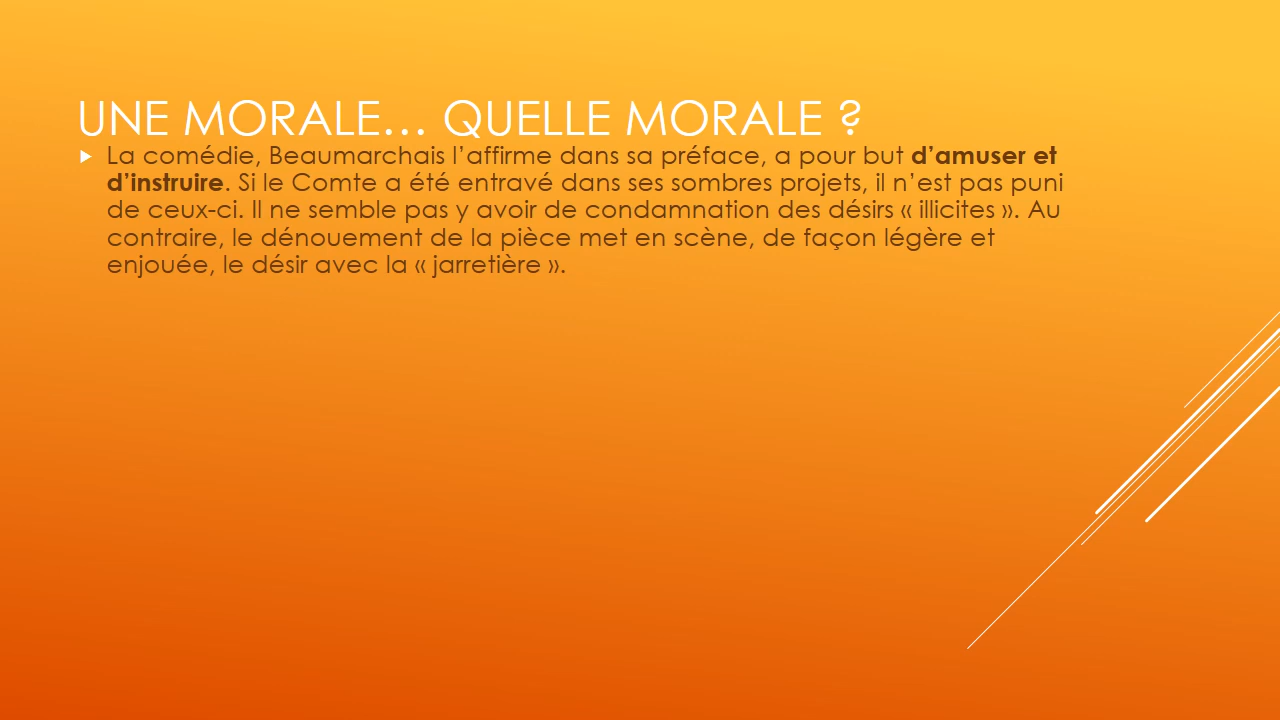 UNE MORALE… QUELLE MORALE ?
La comédie, Beaumarchais l’affirme dans sa préface, a pour but d’amuser et
d’instruire. Si le Comte a été entravé dans ses sombres projets, il n’est pas puni
de ceux-ci. Il ne semble pas y avoir de condamnation des désirs « illicites ». Au
contraire, le dénouement de la pièce met en scène, de façon légère et
enjouée, le désir avec la « jarretière ».